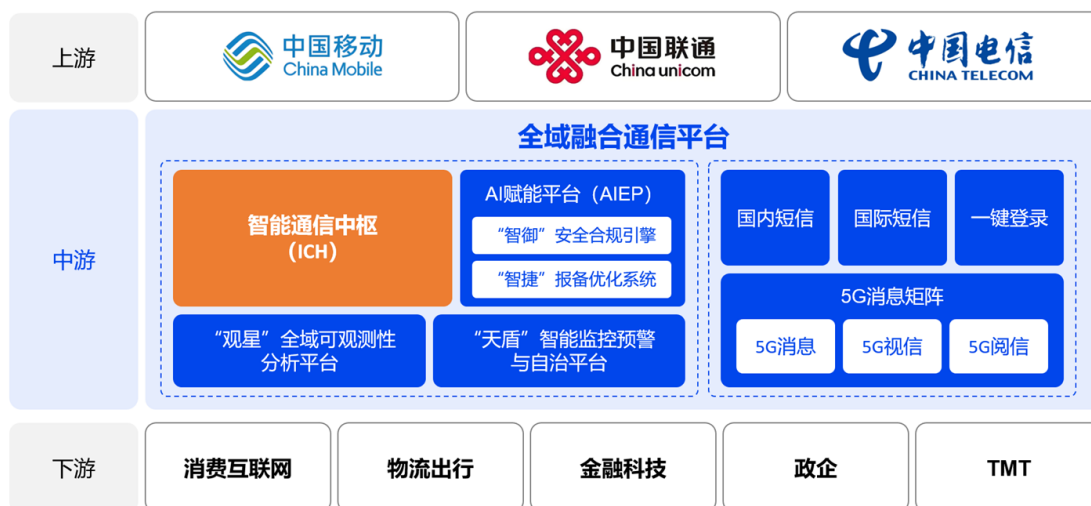 上游
中国移动
China Mobile
中国联通
China unicom
中国电信
CHINA TELECOM
中游
全域融合通信平台
智能通信中枢
（ICH）
AI赋能平台（AIEP）
“智御”安全合规引擎
“智捷”报备优化系统
“观星”全域可观测性
分析平台
“天盾”智能监控预警
与自治平台
国内短信
国际短信
一键登录
5G消息矩阵
5G消息
5G视信
5G阅信
下游
消费互联网
物流出行
金融科技
政企
TMT